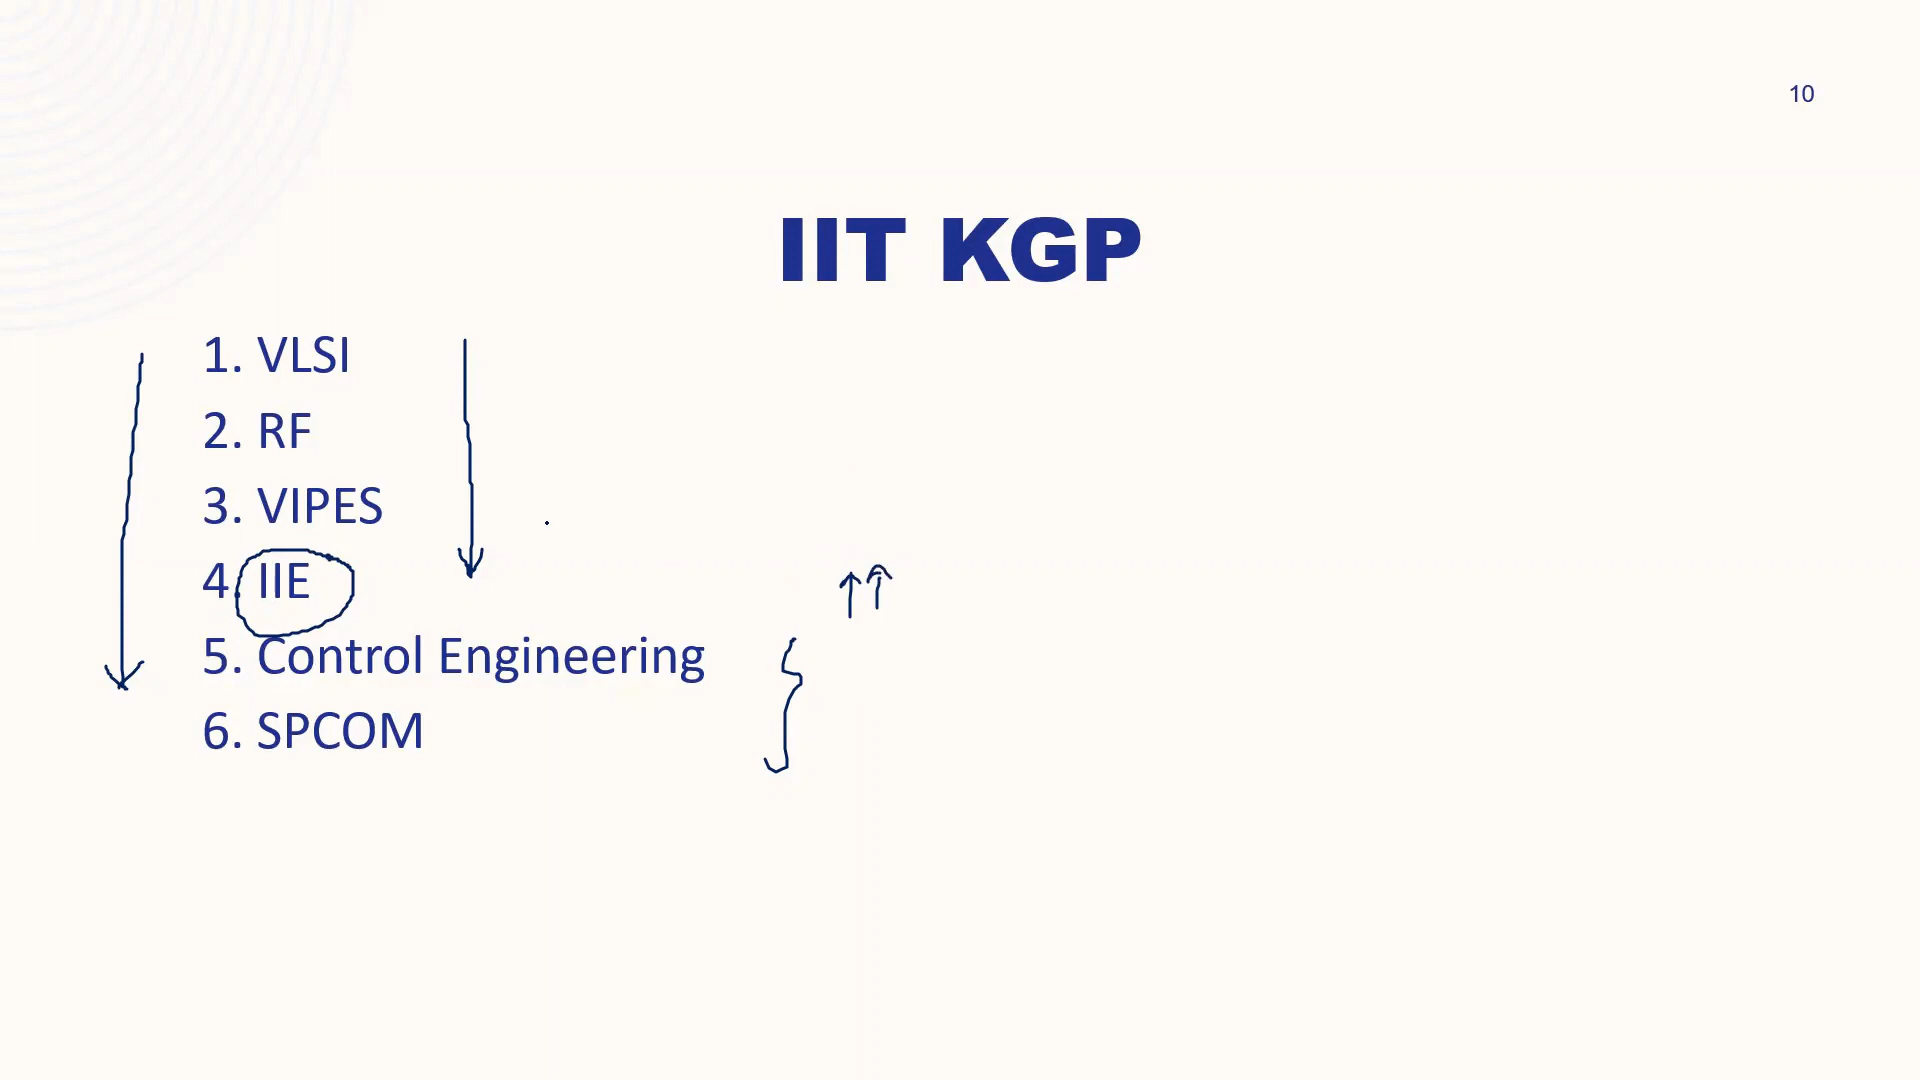 10
IIT KGP
1. VLSI
2. RF
3. VIPES
4. IIE
5. Control Engineering
6. SPCOM